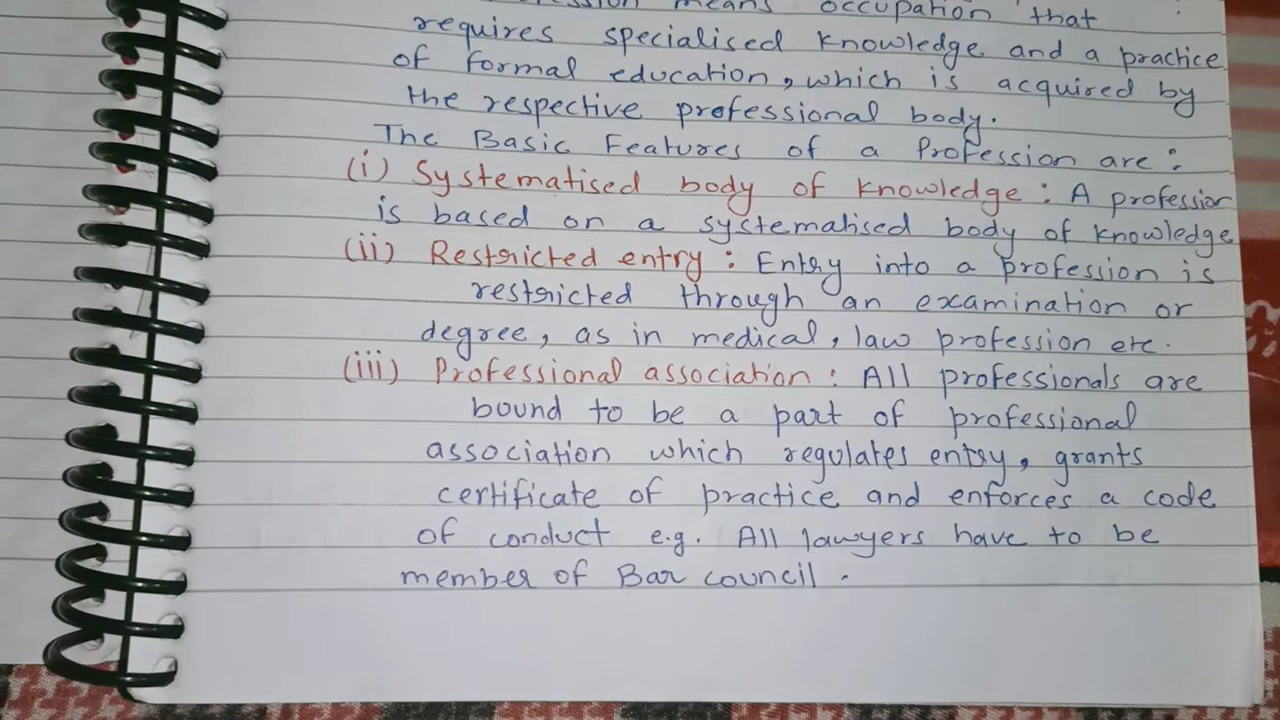 means occupation that
requires specialised knowledge and a practice
of formal education, which is acquired by
the respective professional body.
The Basic Features of a Profession are:
(i) Systematised body of knowledge: A profession
is based on a systematised body of knowledge
(ii) Restricted entry: Entry into a profession is
restricted through an examination or
degree, as in medical, law profession etc.
(iii) Professional association: All professionals are
bound to be a part of professional
association which regulates entry, grants
certificate of practice and enforces a code
of conduct e.g. All lawyers have to be
member of Bar council.